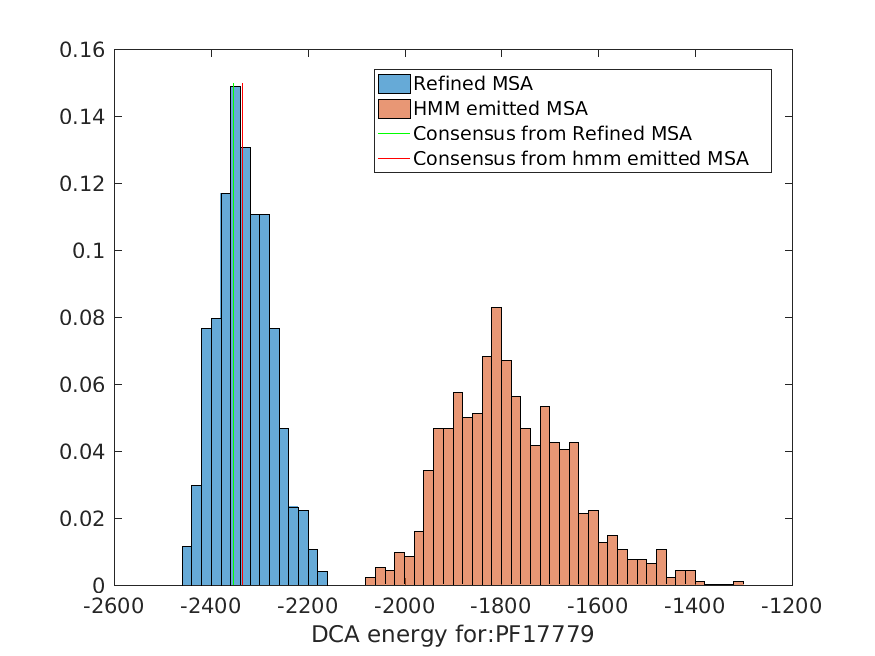 0.16
0.14
0.12
0.1
0.08
0.06
0.04
0.02
0
Refined MSA
HMM emitted MSA
Consensus from Refined MSA
Consensus from hmm emitted MSA
-2600 -2400 -2200 -2000 -1800 -1600 -1400 -1200
DCA energy for:PF17779